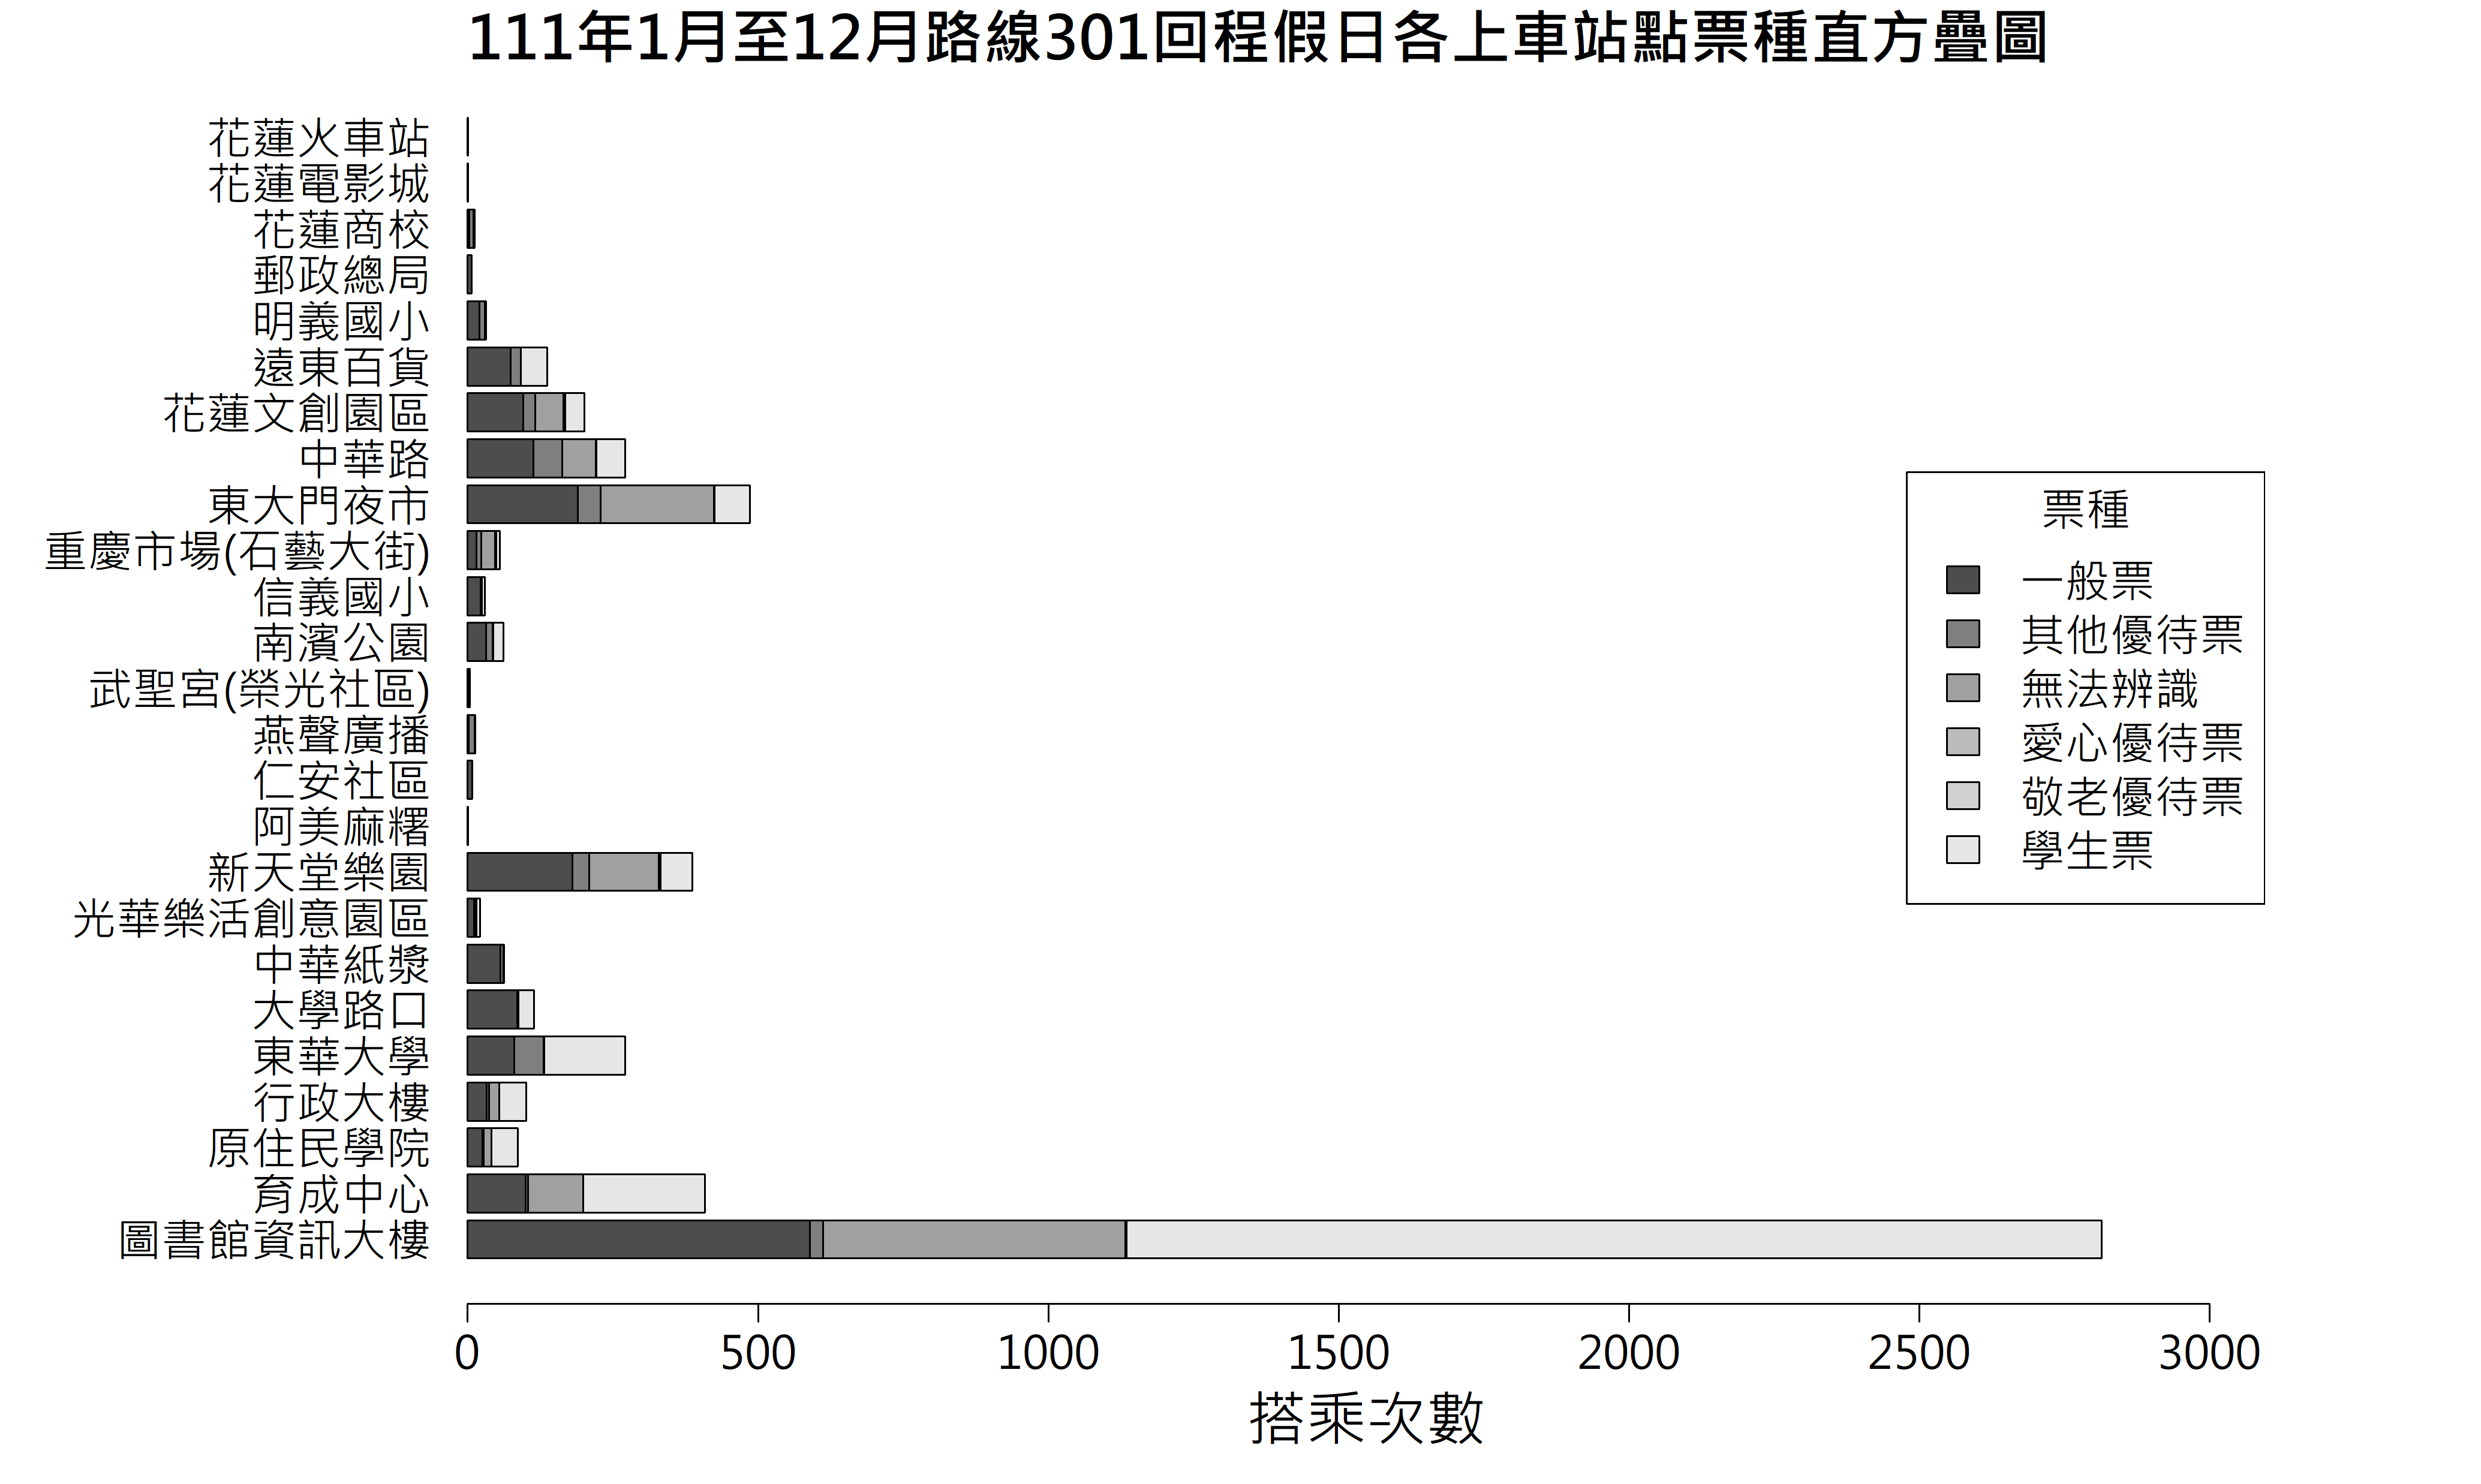 111年1月至12月路線301回程假日各上車站點票種直方疊圖
花蓮火車站
花蓮電影城
花蓮商校
郵政總局
明義國小
遠東百貨
花蓮文創園區
中華路
東大門夜市
重慶市場(石藝大街)
信義國小
南濱公園
武聖宮(榮光社區)
燕聲廣播
仁安社區
阿美麻糬
新天堂樂園
光華樂活創意園區
中華紙漿
大學路口
東華大學
行政大樓
原住民學院
育成中心
圖書館資訊大樓
票種
一般票
其他優待票
無法辨識
愛心優待票
敬老優待票
學生票
0 500 1000 1500 2000 2500 3000
搭乘次數